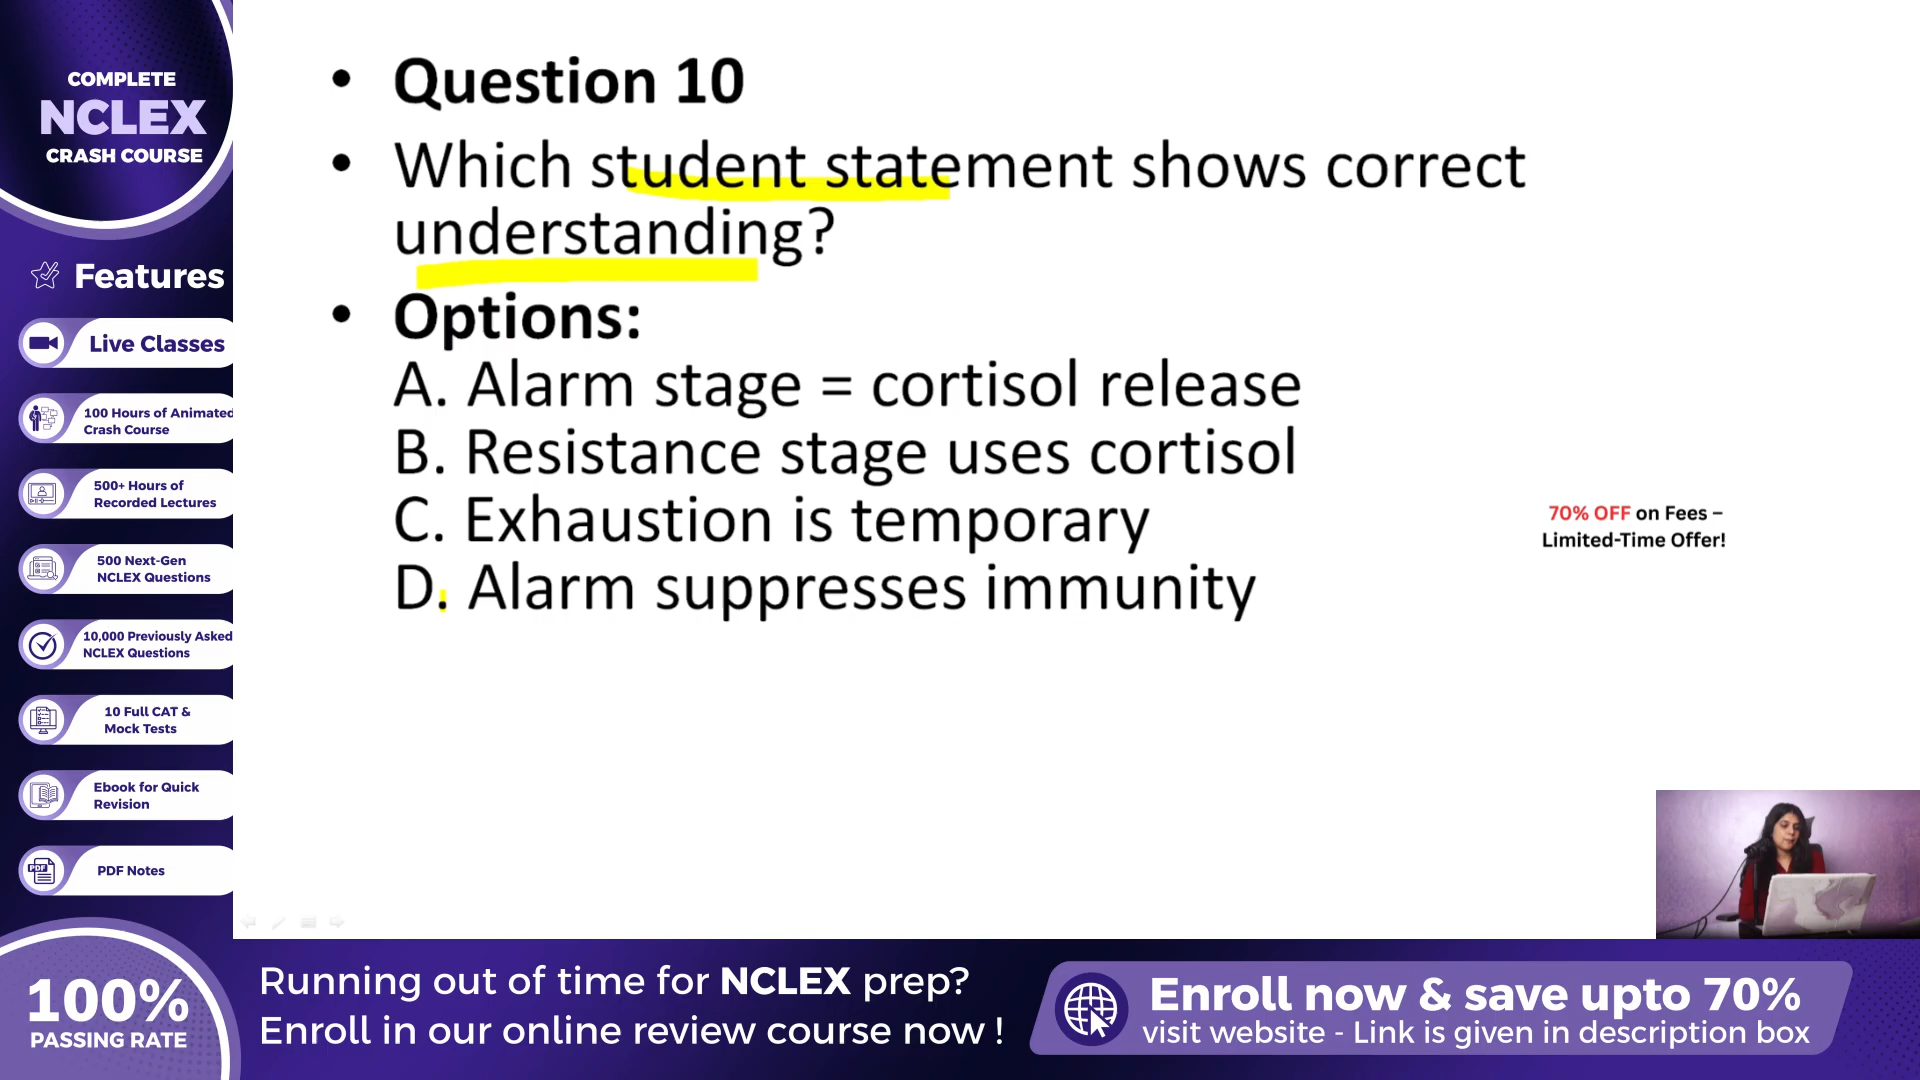 COMPLETE
NCLEX
CRASH COURSE
Features
Live Classes
100 Hours of Animated
Crash Course
500+ Hours of
Recorded Lectures
500 Next-Gen
NCLEX Questions
10,000 Previously Asked
NCLEX Questions
10 Full CAT &
Mock Tests
Ebook for Quick
Revision
PDF
PDF Notes
100%
PASSING RATE
• Question 10
• Which student statement shows correct
understanding?
• Options:
A. Alarm stage = cortisol release
B. Resistance stage uses cortisol
C. Exhaustion is temporary
D. Alarm suppresses immunity
70% OFF on Fees –
Limited-Time Offer!
Running out of time for NCLEX prep?
Enroll in our online review course now !
Enroll now & save upto 70%
visit website - Link is given in description box